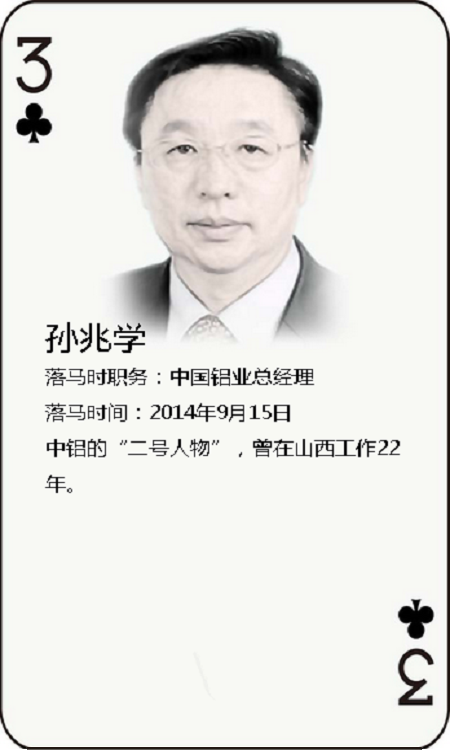 3
孙兆学
落马时职务：中国铝业总经理
落马时间：2014年9月15日
中铝的“二号人物”，曾在山西工作22
年。
3